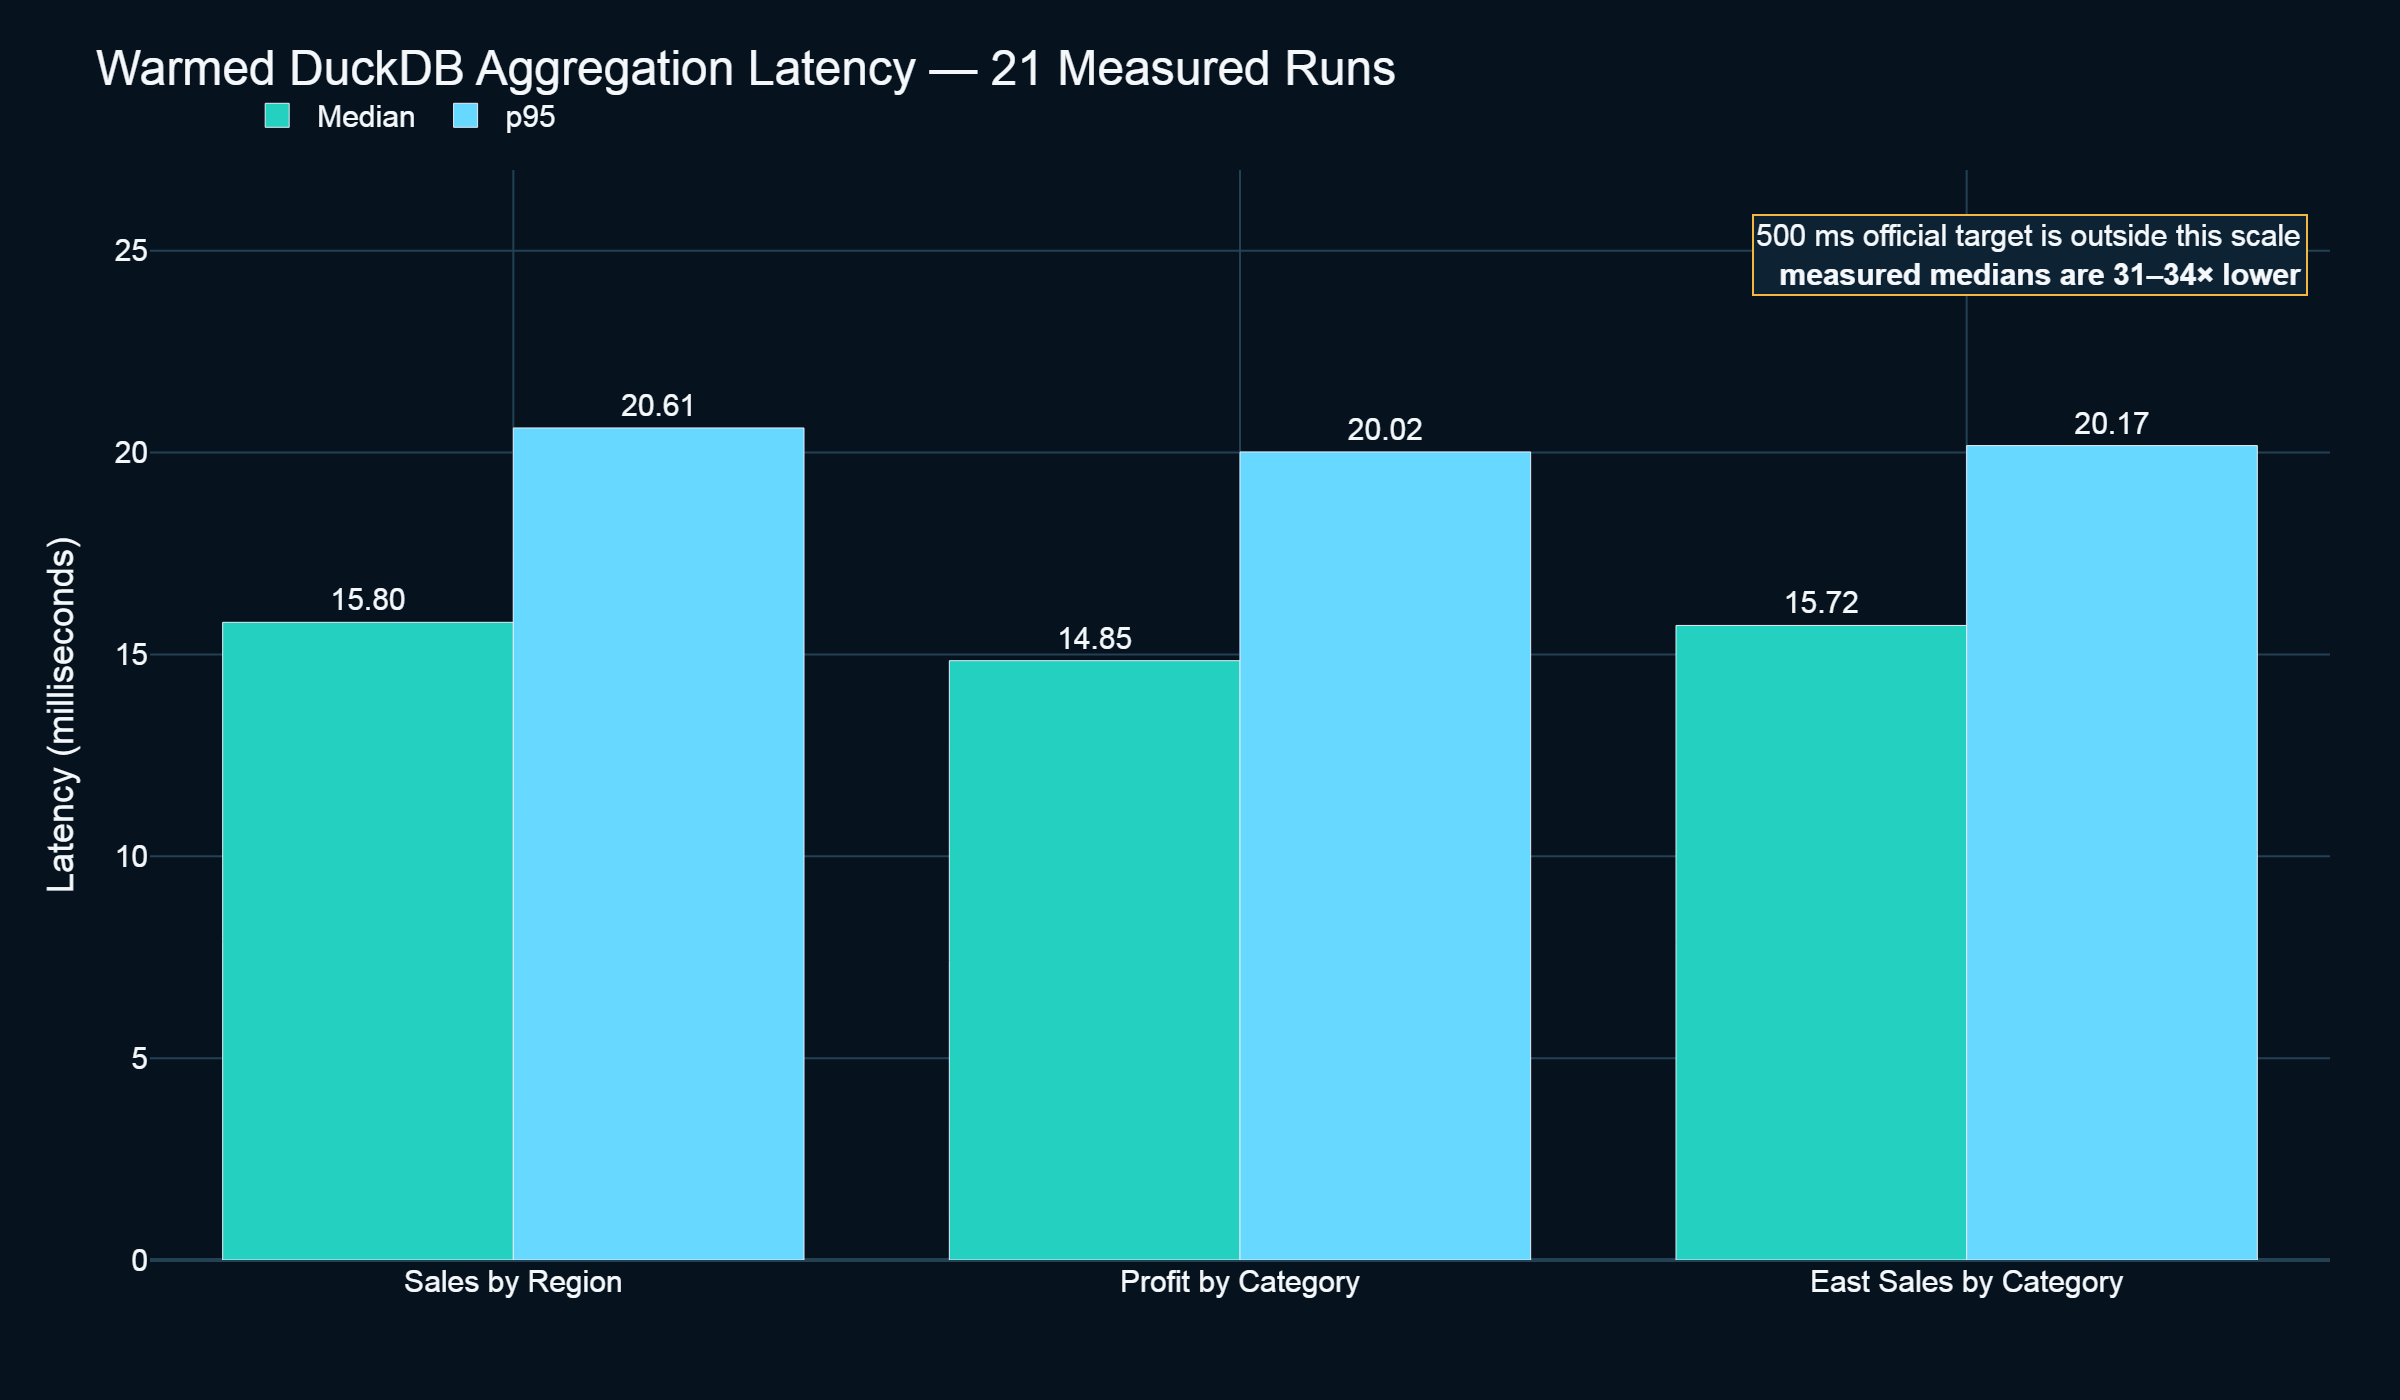 Warmed DuckDB Aggregation Latency — 21 Measured Runs
Median
p95
500 ms official target is outside this scale
measured medians are 31–34× lower
Latency (milliseconds)
25
20
15
10
5
0
15.80
20.61
14.85
20.02
15.72
20.17
Sales by Region
Profit by Category
East Sales by Category